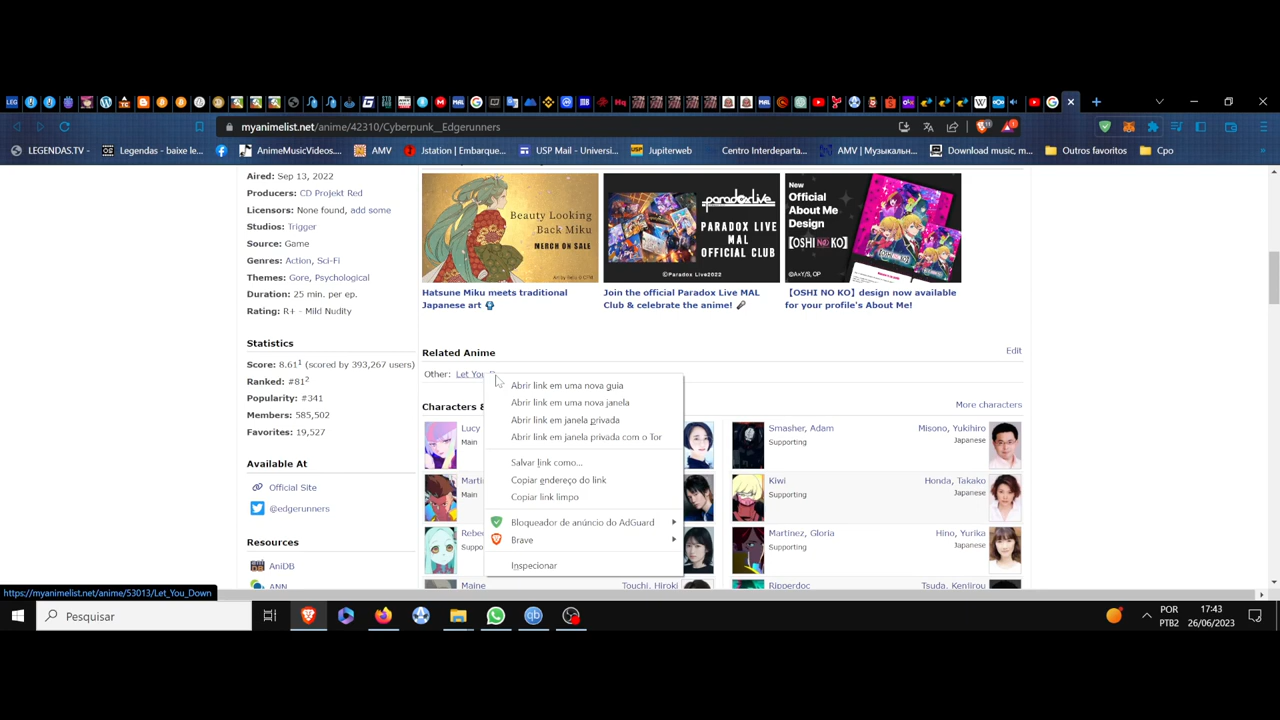 LEG
myanimelist.net/anime/42310/Cyberpunk__Edgerunners
LEGENDAS.TV -
Legendas - baixe le...
AnimeMusicVideos....
AMV
Jstation | Embarque...
USP Mail - Universi...
Jupiterweb
Centro Interdeparta...
AMV | Музыкальн...
Download music, m...
Outros favoritos
Cpo
Aired: Sep 13, 2022
Producers: CD Projekt Red
Licensors: None found, add some
Studios: Trigger
Source: Game
Genres: Action, Sci-Fi
Themes: Gore, Psychological
Duration: 25 min. per ep.
Rating: R+ - Mild Nudity
Statistics
Score: 8.61¹ (scored by 393,267 users)
Ranked: #81²
Popularity: #341
Members: 585,502
Favorites: 19,527
Available At
Official Site
@edgerunners
Resources
AniDB
ANN
Beauty Looking
Back Miku
MERCH ON SALE
Hatsune Miku meets traditional
Japanese art
paradoxLive
PARADOX LIVE
MAL
OFFICIAL CLUB
©Paradox Live2022
Join the official Paradox Live MAL
Club & celebrate the anime!
New
Official
About Me
Design
[OSHI NO KO]
©A×Y/S, OP
【OSHI NO KO】 design now available
for your profile's About Me!
Related Anime
Edit
Other: Let You
Characters &
More characters
Lucy
Main
Smasher, Adam
Supporting
Misono, Yukihiro
Japanese
Marti
Main
Kiwi
Supporting
Honda, Takako
Japanese
Rebe
Suppo
Martinez, Gloria
Supporting
Hino, Yurika
Japanese
Maine
Touchi, Hiroki
Ripperdoc
Tsuda, Kenjirou
Abrir link em uma nova guia
Abrir link em uma nova janela
Abrir link em janela privada
Abrir link em janela privada com o Tor
Salvar link como...
Copiar endereço do link
Copiar link limpo
Bloqueador de anúncio do AdGuard
Brave
Inspecionar
https://myanimelist.net/anime/53013/Let_You_Down
Pesquisar
POR
PTB2
17:43
26/06/2023